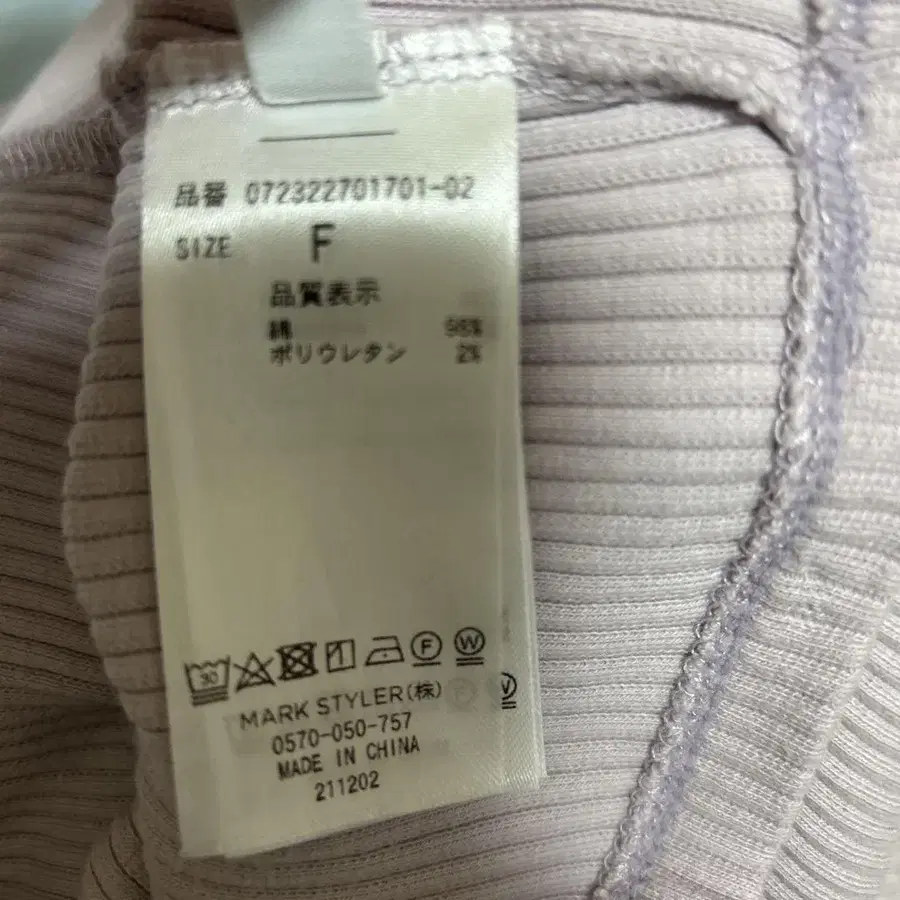 品番 072322701701-02
SIZE F
品質表示
綿 98%
ポリウレタン 2%
30
F W
MARK STYLER(株)
0570-050-757
MADE IN CHINA
211202